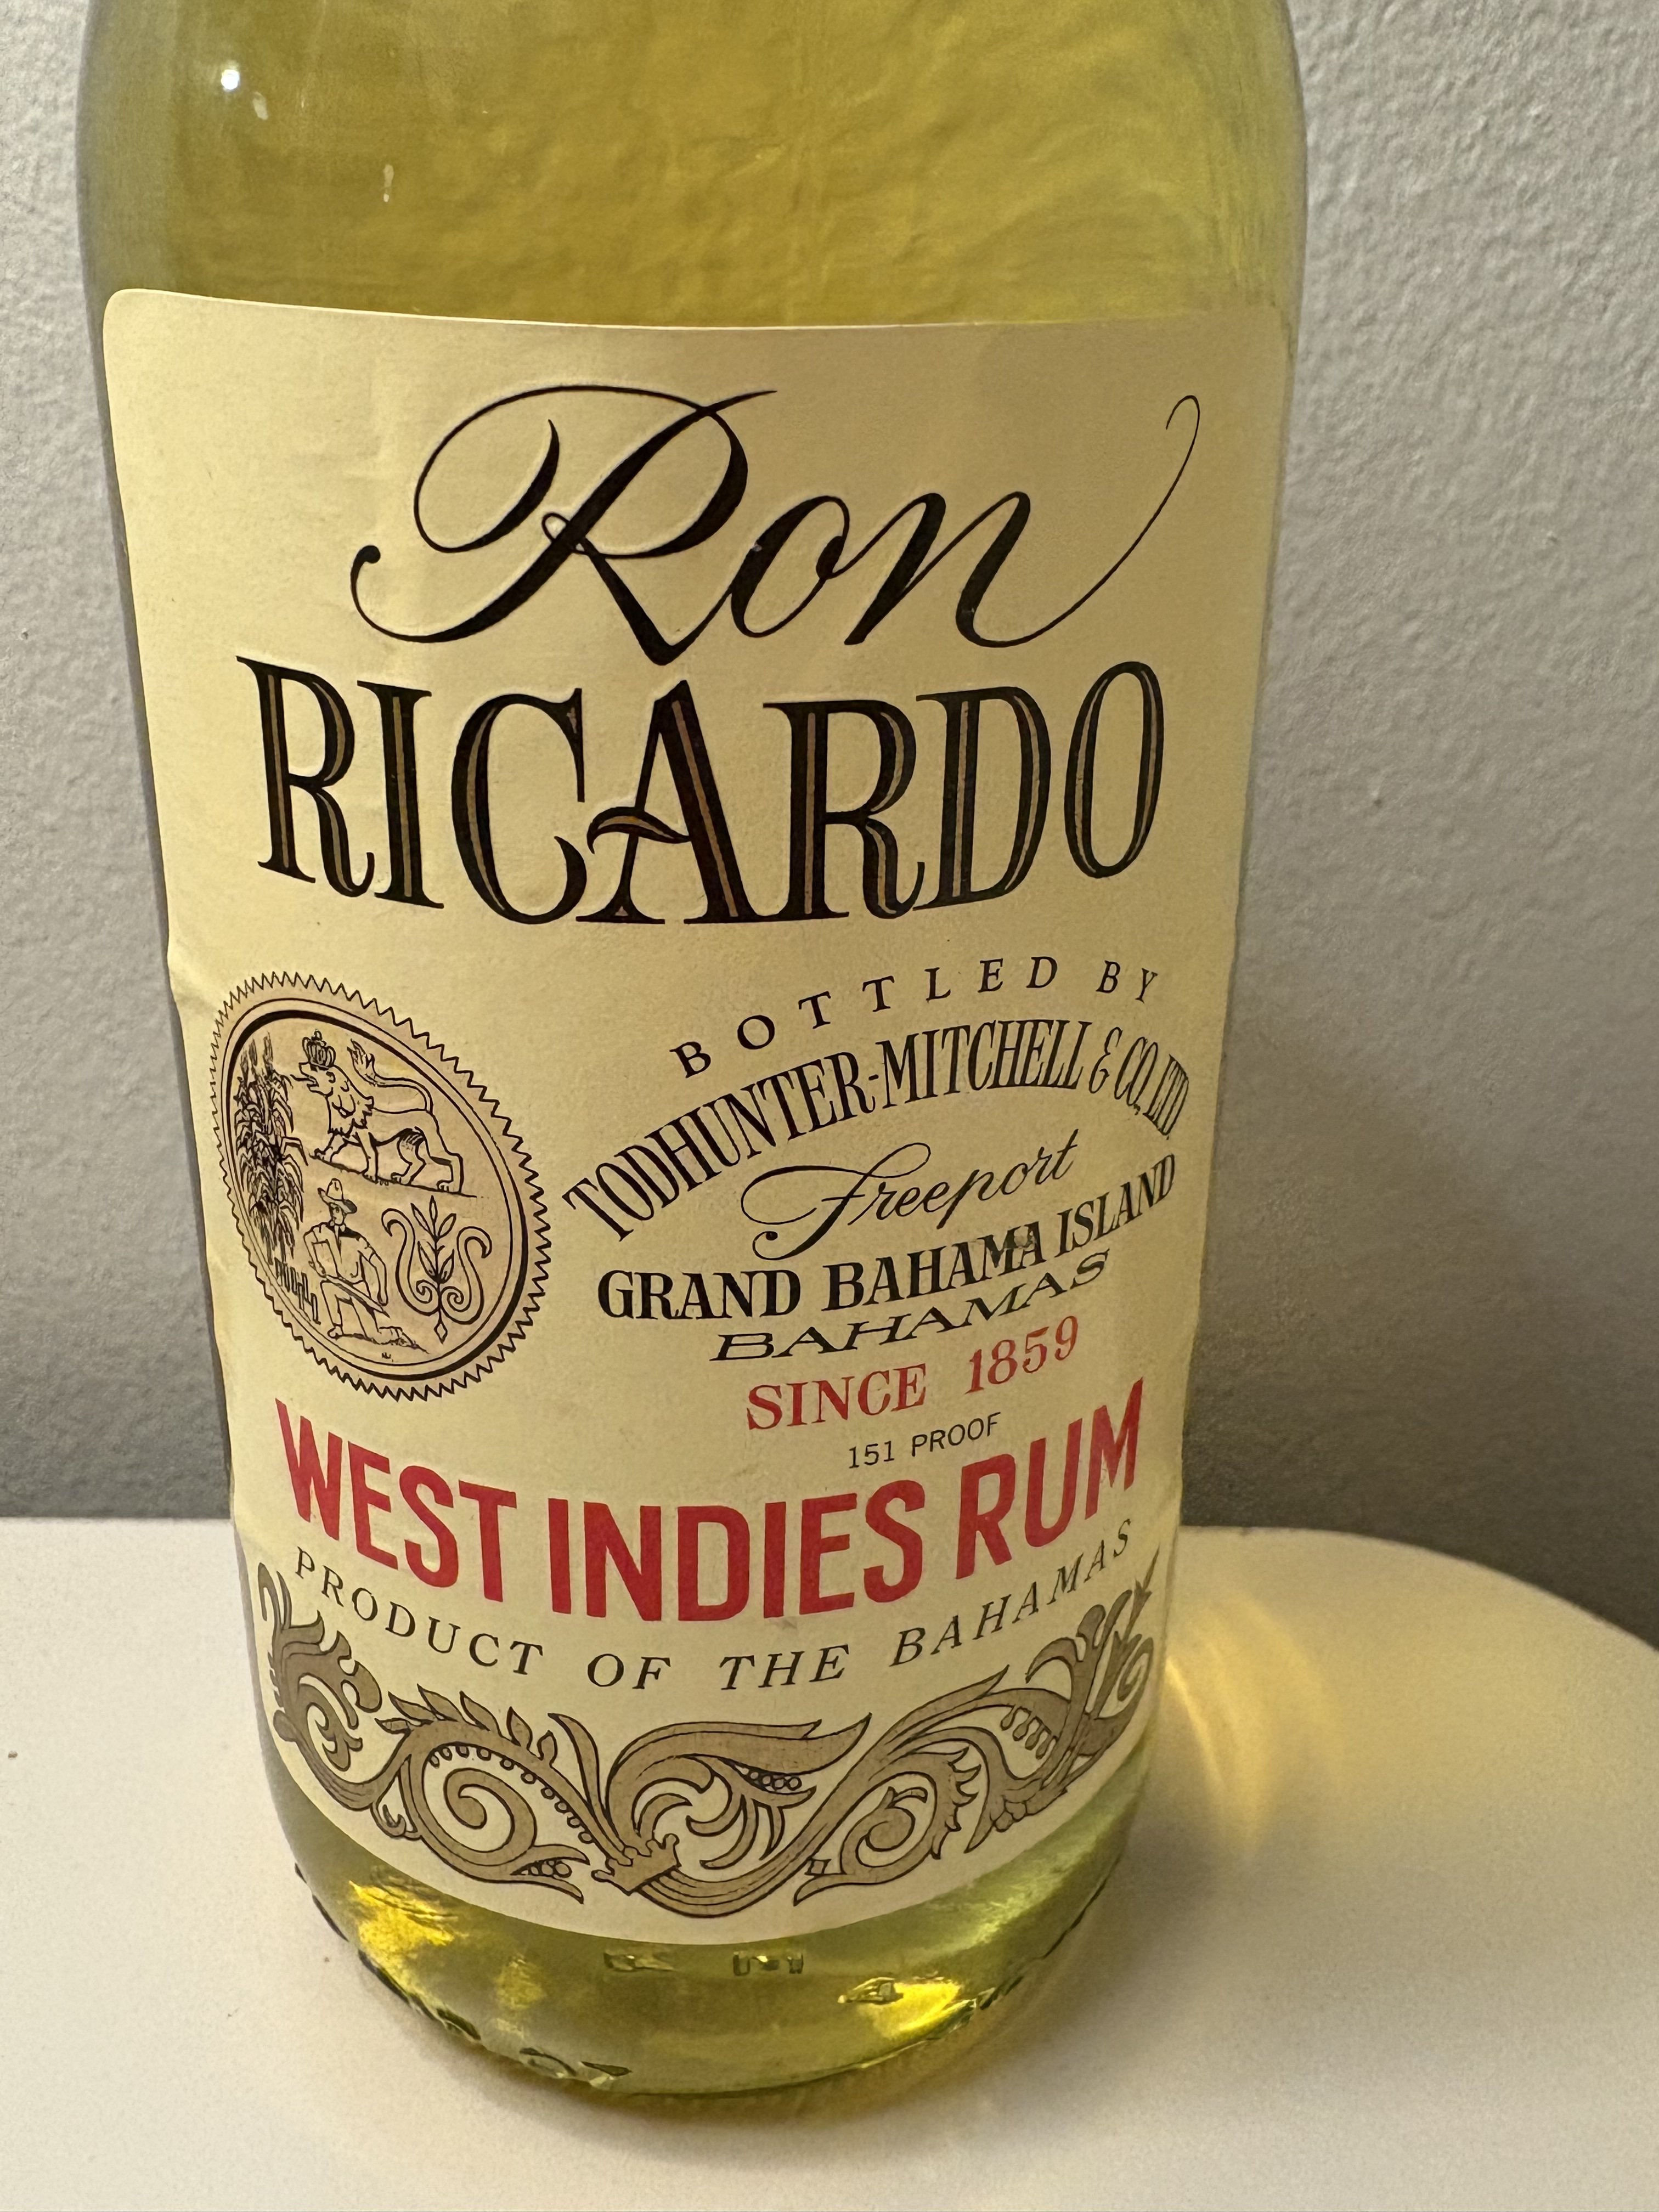 Ron
RICARDO
BOTTLED BY
TODHUNTER-MITCHELL & CO, LTD.
Freeport
GRAND BAHAMA ISLAND
BAHAMAS
SINCE 1859
151 PROOF
WEST INDIES RUM
PRODUCT OF THE BAHAMAS